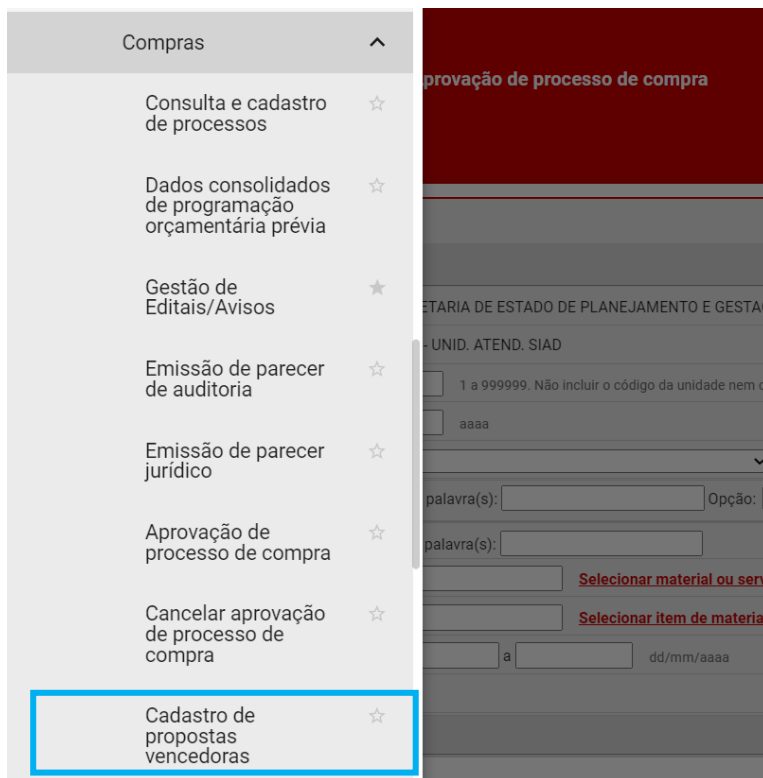 Compras
Consulta e cadastro
de processos
Dados consolidados
de programação
orçamentária prévia
Gestão de
Editais/Avisos
Emissão de parecer
de auditoria
Emissão de parecer
jurídico
Aprovação de
processo de compra
Cancelar aprovação
de processo de
compra
Cadastro de
propostas
vencedoras
provação de processo de compra
ETARIA DE ESTADO DE PLANEJAMENTO E GESTA
- UNID. ATEND. SIAD
1 a 999999. Não incluir o código da unidade nem
aaaa
palavra(s): Opção:
palavra(s):
Selecionar material ou serv
Selecionar item de materia
a dd/mm/aaaa